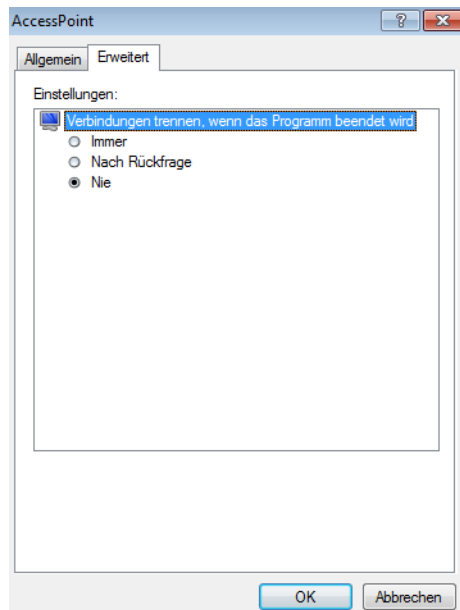 AccessPoint
Allgemein Erweitert
Einstellungen:
Verbindungen trennen, wenn das Programm beendet wird
Immer
Nach Rückfrage
Nie
OK Abbrechen